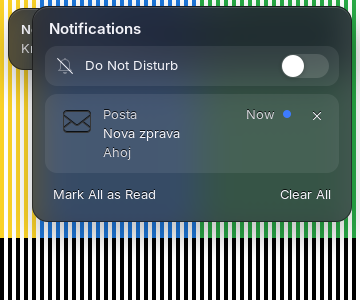 Notifications
Do Not Disturb
Posta
Now
Nova zprava
Ahoj
Mark All as Read
Clear All